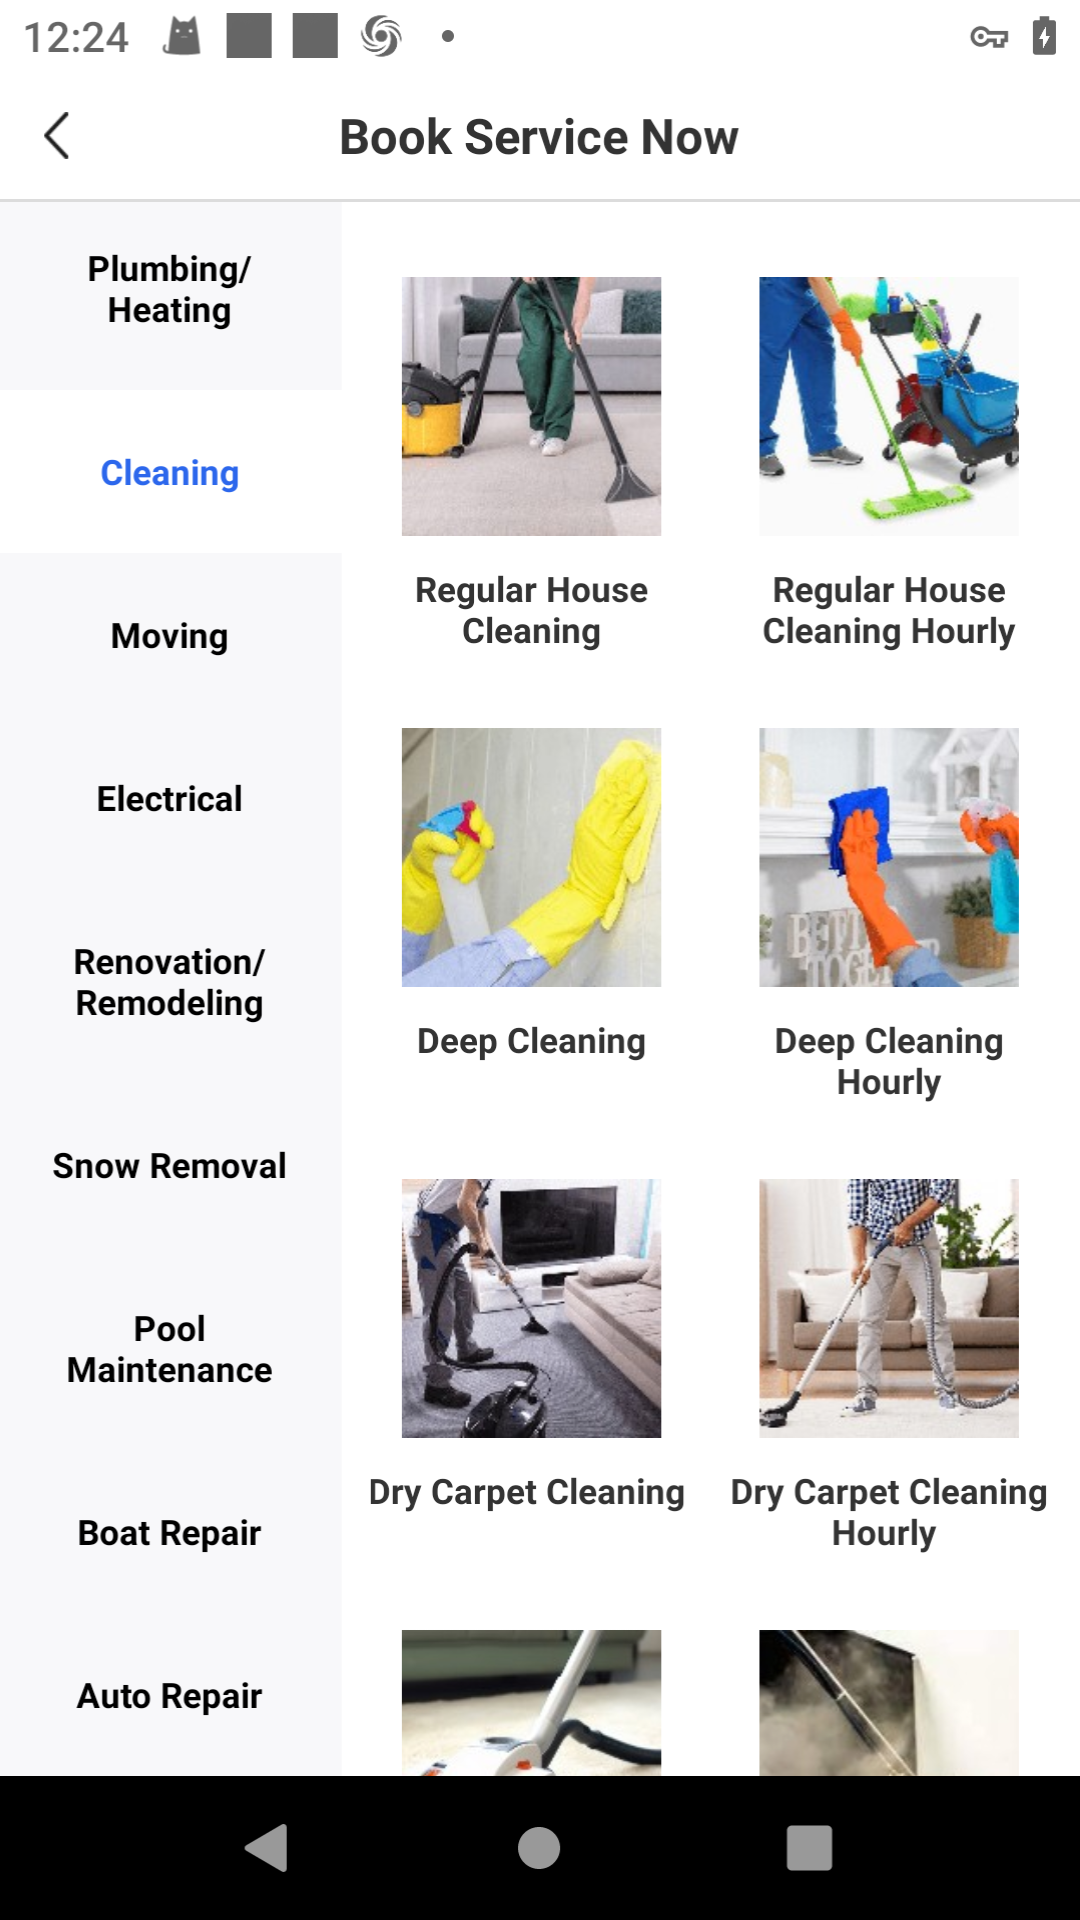 12:24
Book Service Now
Plumbing/
Heating
Cleaning
Moving
Electrical
Renovation/
Remodeling
Snow Removal
Pool
Maintenance
Boat Repair
Auto Repair
Regular House
Cleaning
Regular House
Cleaning Hourly
Deep Cleaning
Deep Cleaning
Hourly
Dry Carpet Cleaning
Dry Carpet Cleaning
Hourly